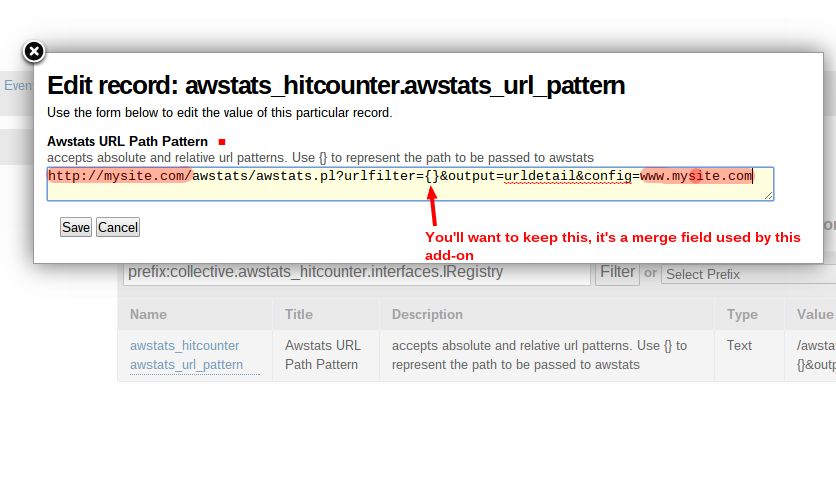 Even
Edit record: awstats_hitcounter.awstats_url_pattern
Use the form below to edit the value of this particular record.
Awstats URL Path Pattern
accepts absolute and relative url patterns. Use {} to represent the path to be passed to awstats
http://mysite.com/awstats/awstats.pl?urlfilter={}&output=urldetail&config=www.mysite.com
Save Cancel
You'll want to keep this, it's a merge field used by this
add-on
prefix:collective.awstats_hitcounter.interfaces.IRegistry Filter or Select Prefix
Name Title Description Type Value
awstats_hitcounter Awstats URL accepts absolute and relative url patterns. Use {} to Text /awsta
awstats_url_pattern Path Pattern represent the path to be passed to awstats {}&outp